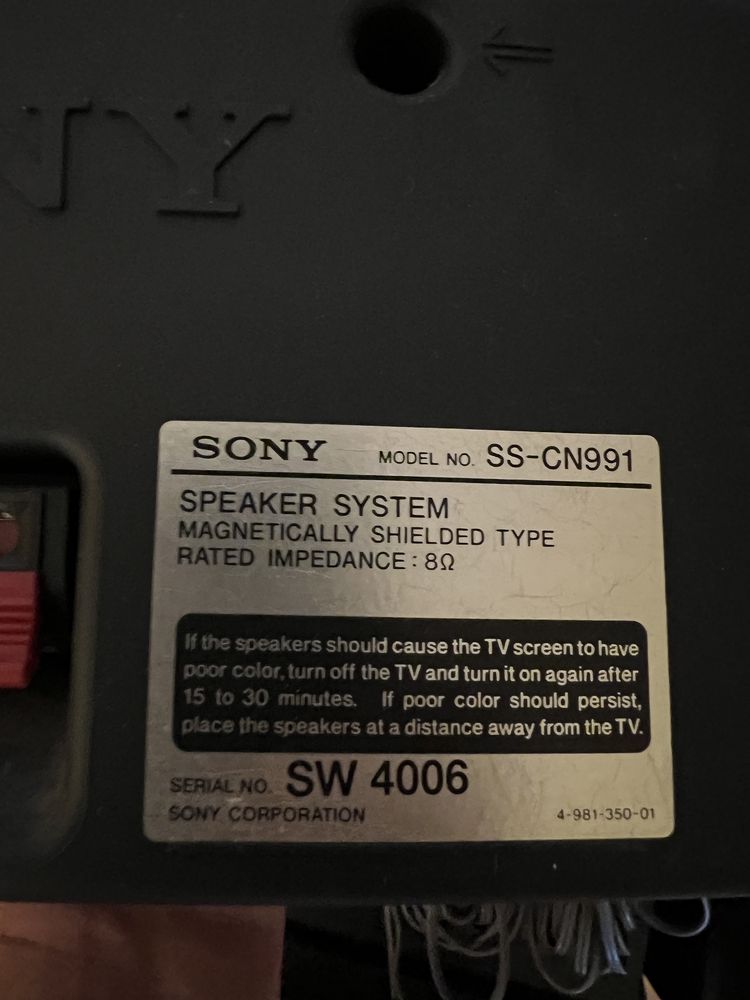 NY
SONY MODEL NO. SS-CN991
SPEAKER SYSTEM
MAGNETICALLY SHIELDED TYPE
RATED IMPEDANCE : 8Ω
If the speakers should cause the TV screen to have
poor color, turn off the TV and turn it on again after
15 to 30 minutes. If poor color should persist,
place the speakers at a distance away from the TV.
SERIAL NO. SW 4006
SONY CORPORATION 4-981-350-01